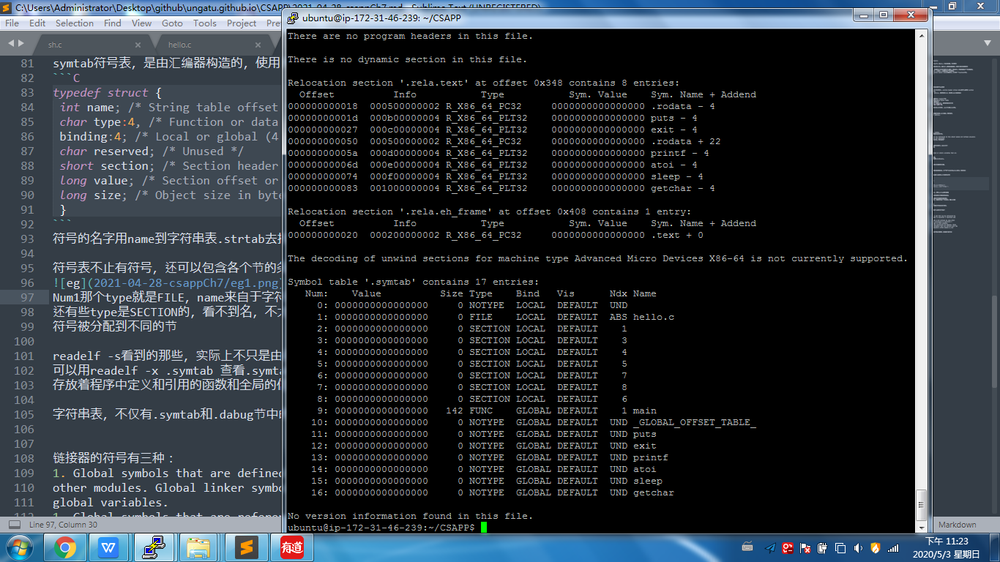 C:\Users\Administrator\Desktop\github\ungatu.github.io\CSAPP\2021-04-28-csappCh7.md - Sublime Text (UNREGISTERED)
File Edit Selection Find View Goto Tools Project
sh.c
hello.c
81 symtab符号表，是由汇编器构造的，使用
82 ```C
83 typedef struct {
84 int name; /* String table offset
85 char type:4, /* Function or data
86 binding:4; /* Local or global (4
87 char reserved; /* Unused */
88 short section; /* Section header
89 long value; /* Section offset or
90 long size; /* Object size in byte
91 }
92 ```
93 符号的名字用name到字符串表.strtab去
94
95 符号表不止有符号，还可以包含各个节的
96 ![eg](2021-04-28-csappCh7/eg1.png
97 Num1那个type就是FILE，name来自于字符
98 还有些type是SECTION的，看不到名，不
99 符号被分配到不同的节
100
101 readelf -s看到的那些，实际上不只是由
102 可以用readelf -x .symtab 查看.symta
103 存放着程序中定义和引用的函数和全局的
104
105 字符串表，不仅有.symtab和.dabug节中
106
107
108 链接器的符号有三种：
109 1. Global symbols that are defined
110 other modules. Global linker symbo
111 global variables.
Line 97, Column 30
Markdown
ubuntu@ip-172-31-46-239: ~/CSAPP
There are no program headers in this file.
There is no dynamic section in this file.
Relocation section '.rela.text' at offset 0x348 contains 8 entries:
Offset Info Type Sym. Value Sym. Name + Addend
000000000018 000500000002 R_X86_64_PC32 0000000000000000 .rodata - 4
00000000001d 000b00000004 R_X86_64_PLT32 0000000000000000 puts - 4
000000000027 000c00000004 R_X86_64_PLT32 0000000000000000 exit - 4
000000000050 000500000002 R_X86_64_PC32 0000000000000000 .rodata + 22
00000000005a 000d00000004 R_X86_64_PLT32 0000000000000000 printf - 4
00000000006d 000e00000004 R_X86_64_PLT32 0000000000000000 atoi - 4
000000000074 000f00000004 R_X86_64_PLT32 0000000000000000 sleep - 4
000000000083 001000000004 R_X86_64_PLT32 0000000000000000 getchar - 4
Relocation section '.rela.eh_frame' at offset 0x408 contains 1 entry:
Offset Info Type Sym. Value Sym. Name + Addend
000000000020 000200000002 R_X86_64_PC32 0000000000000000 .text + 0
The decoding of unwind sections for machine type Advanced Micro Devices X86-64 is not currently supported.
Symbol table '.symtab' contains 17 entries:
Num: Value Size Type Bind Vis Ndx Name
0: 0000000000000000 0 NOTYPE LOCAL DEFAULT UND
1: 0000000000000000 0 FILE LOCAL DEFAULT ABS hello.c
2: 0000000000000000 0 SECTION LOCAL DEFAULT 1
3: 0000000000000000 0 SECTION LOCAL DEFAULT 3
4: 0000000000000000 0 SECTION LOCAL DEFAULT 4
5: 0000000000000000 0 SECTION LOCAL DEFAULT 5
6: 0000000000000000 0 SECTION LOCAL DEFAULT 7
7: 0000000000000000 0 SECTION LOCAL DEFAULT 8
8: 0000000000000000 0 SECTION LOCAL DEFAULT 6
9: 0000000000000000 142 FUNC GLOBAL DEFAULT 1 main
10: 0000000000000000 0 NOTYPE GLOBAL DEFAULT UND _GLOBAL_OFFSET_TABLE_
11: 0000000000000000 0 NOTYPE GLOBAL DEFAULT UND puts
12: 0000000000000000 0 NOTYPE GLOBAL DEFAULT UND exit
13: 0000000000000000 0 NOTYPE GLOBAL DEFAULT UND printf
14: 0000000000000000 0 NOTYPE GLOBAL DEFAULT UND atoi
15: 0000000000000000 0 NOTYPE GLOBAL DEFAULT UND sleep
16: 0000000000000000 0 NOTYPE GLOBAL DEFAULT UND getchar
No version information found in this file.
ubuntu@ip-172-31-46-239:~/CSAPP$
有道
下午 11:23
2020/5/3 星期日